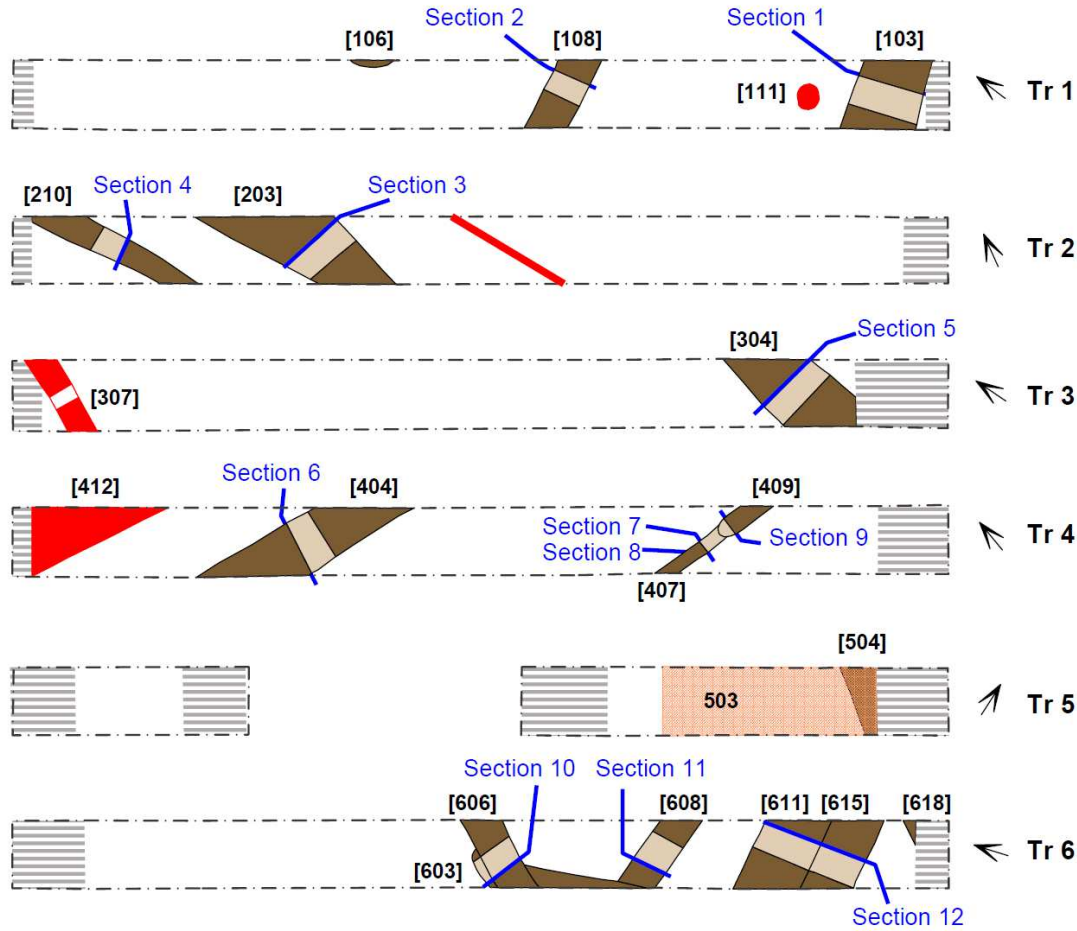 Section 2
Section 1
[106]
[108]
[103]
[111]
Tr 1
[210]
Section 4
[203]
Section 3
Tr 2
[304]
Section 5
[307]
Tr 3
[412]
Section 6
[404]
[409]
Section 7
Section 8
Section 9
[407]
Tr 4
[504]
503
Tr 5
Section 10
Section 11
[606]
[608]
[611]
[615]
[618]
[603]
Tr 6
Section 12